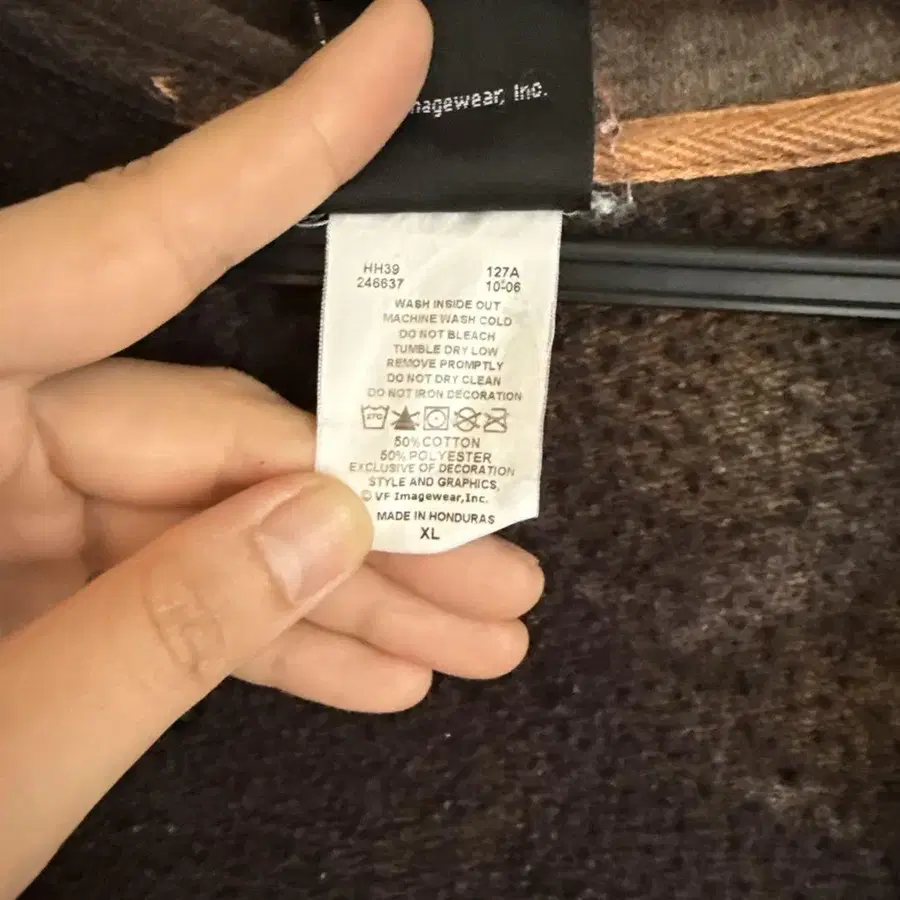 Inc.
HH39 127A
246637 10-06
WASH INSIDE OUT
MACHINE WASH COLD
DO NOT BLEACH
TUMBLE DRY LOW
REMOVE PROMPTLY
DO NOT DRY CLEAN
DO NOT IRON DECORATION
50% COTTON
50% POLYESTER
EXCLUSIVE OF DECORATION
STYLE AND GRAPHICS,
© VF Imagewear, Inc.
MADE IN HONDURAS
XL